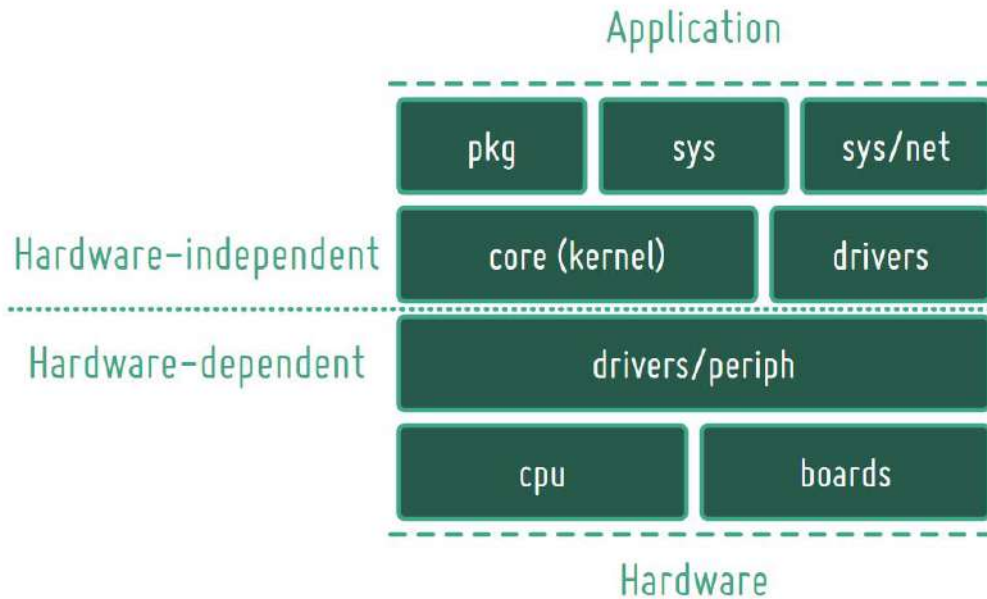 Application
pkg sys sys/net
Hardware-independent core (kernel) drivers
Hardware-dependent drivers/periph
cpu boards
Hardware